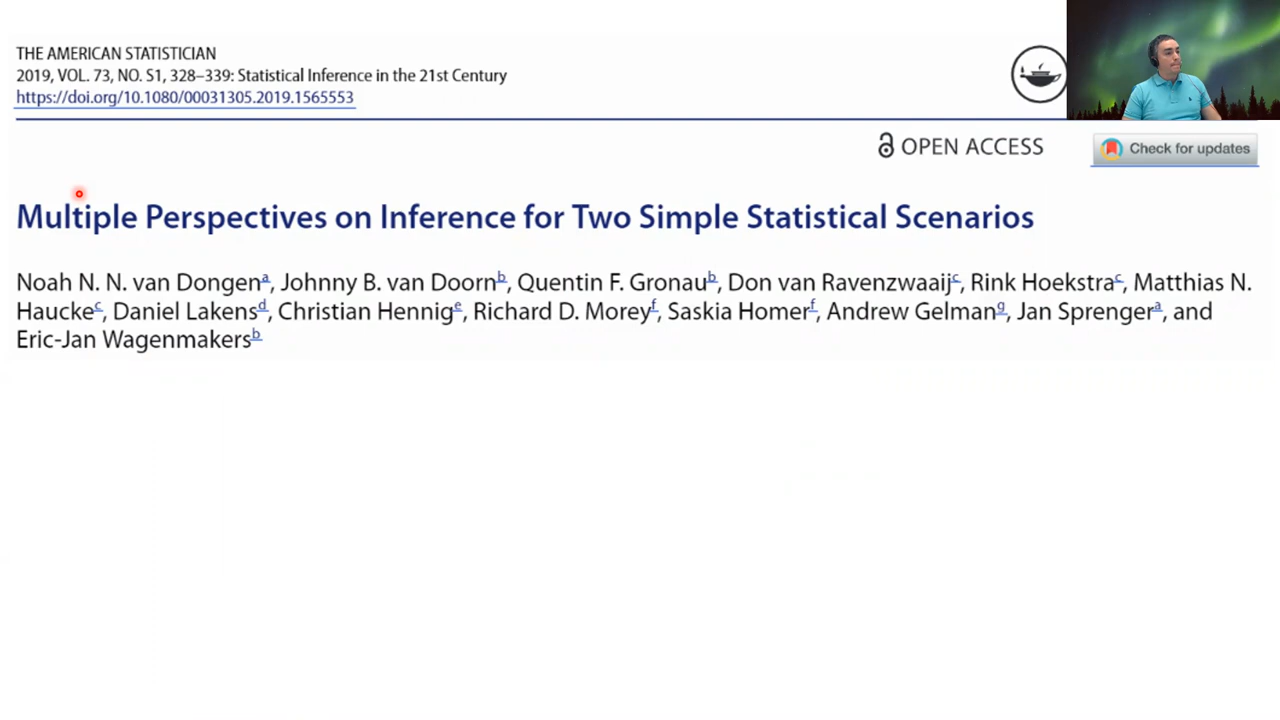 THE AMERICAN STATISTICIAN
2019, VOL. 73, NO. S1, 328–339: Statistical Inference in the 21st Century
https://doi.org/10.1080/00031305.2019.1565553
OPEN ACCESS
Check for updates
Multiple Perspectives on Inference for Two Simple Statistical Scenarios
Noah N. N. van Dongenᵃ, Johnny B. van Doornᵇ, Quentin F. Gronauᵇ, Don van Ravenzwaaijᶜ, Rink Hoekstraᶜ, Matthias N.
Hauckeᶜ, Daniel Lakensᵈ, Christian Hennigᵉ, Richard D. Moreyᶠ, Saskia Homerᶠ, Andrew Gelmanᵍ, Jan Sprengerᵃ, and
Eric-Jan Wagenmakersᵇ